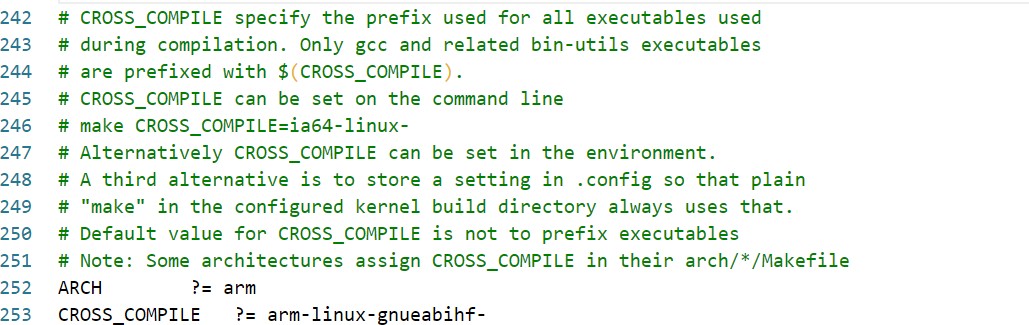 242 # CROSS_COMPILE specify the prefix used for all executables used
243 # during compilation. Only gcc and related bin-utils executables
244 # are prefixed with $(CROSS_COMPILE).
245 # CROSS_COMPILE can be set on the command line
246 # make CROSS_COMPILE=ia64-linux-
247 # Alternatively CROSS_COMPILE can be set in the environment.
248 # A third alternative is to store a setting in .config so that plain
249 # "make" in the configured kernel build directory always uses that.
250 # Default value for CROSS_COMPILE is not to prefix executables
251 # Note: Some architectures assign CROSS_COMPILE in their arch/*/Makefile
252 ARCH ?= arm
253 CROSS_COMPILE ?= arm-linux-gnueabihf-